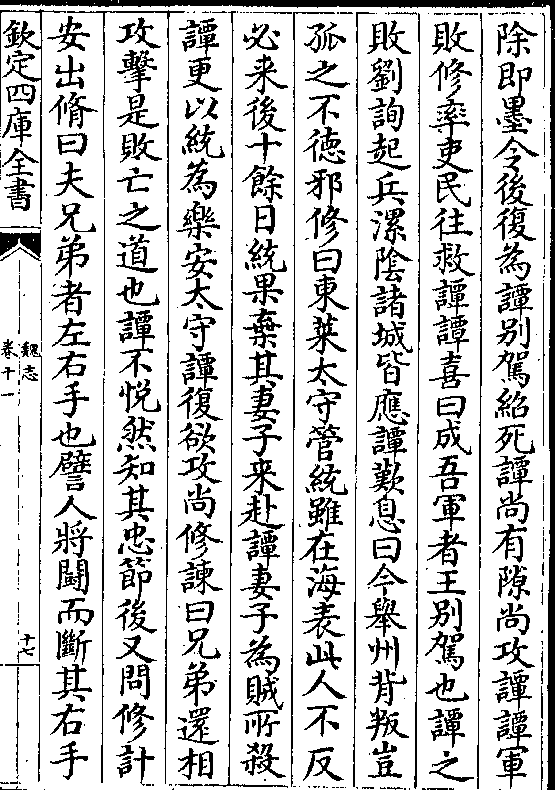 除即墨令後復為譚别駕紹死譚尚有隙尚攻譚譚軍
敗修率吏民往救譚譚喜曰成吾軍者王别駕也譚之
敗劉詢起兵漯陰諸城皆應譚歎息曰今舉州背叛豈
孤之不德邪修曰東萊太守管統雖在海表此人不反
必来後十餘日統果棄其妻子来赴譚妻子為賊所殺
譚更以統為樂安太守譚復欲攻尚修諫曰兄弟還相
攻擊是敗亡之道也譚不悦然知其忠節後又問修計
安出脩曰夫兄弟者左右手也譬人將鬭而斷其右手
欽定四庫全書
魏志
卷十一
十七